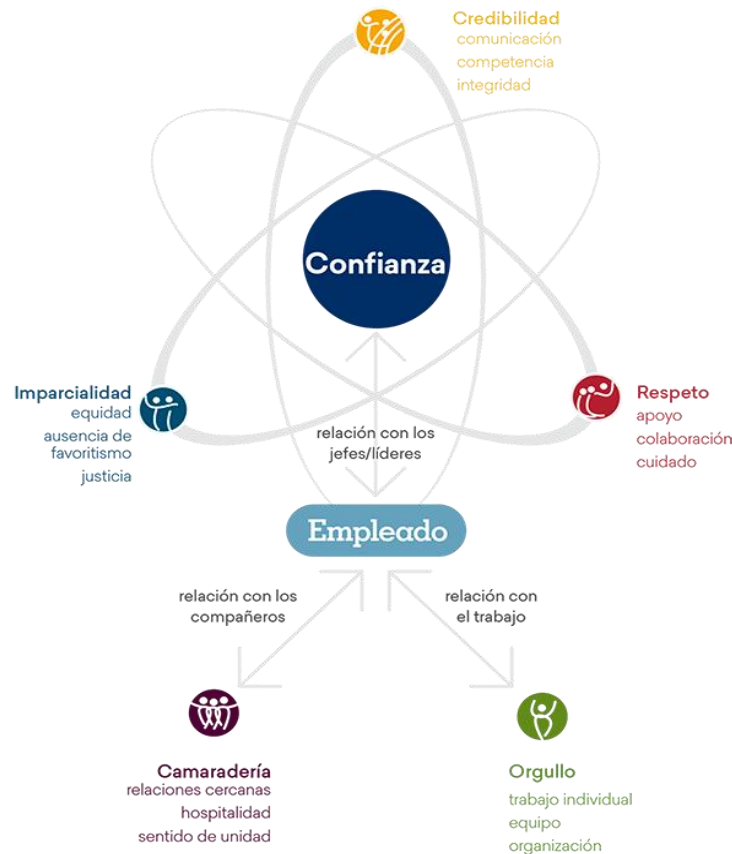 Credibilidad
comunicación
competencia
integridad
Confianza
Imparcialidad
equidad
ausencia de
favoritismo
justicia
Respeto
apoyo
colaboración
cuidado
relación con los
jefes/líderes
Empleado
relación con los
compañeros
relación con
el trabajo
Camaradería
relaciones cercanas
hospitalidad
sentido de unidad
Orgullo
trabajo individual
equipo
organización